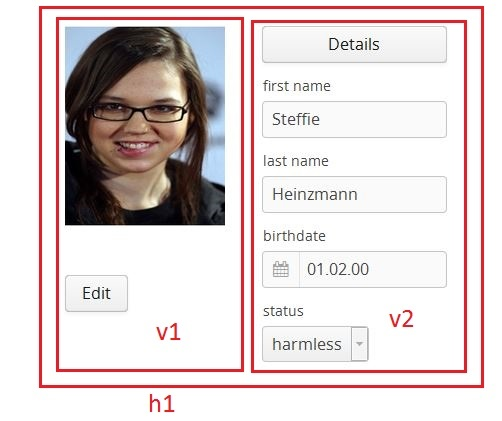 Details
first name
Steffie
last name
Heinzmann
birthdate
01.02.00
status
harmless
Edit
v1
v2
h1